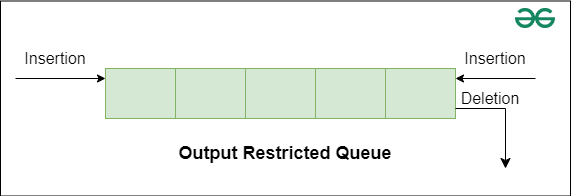 Insertion
Insertion
Deletion
Output Restricted Queue